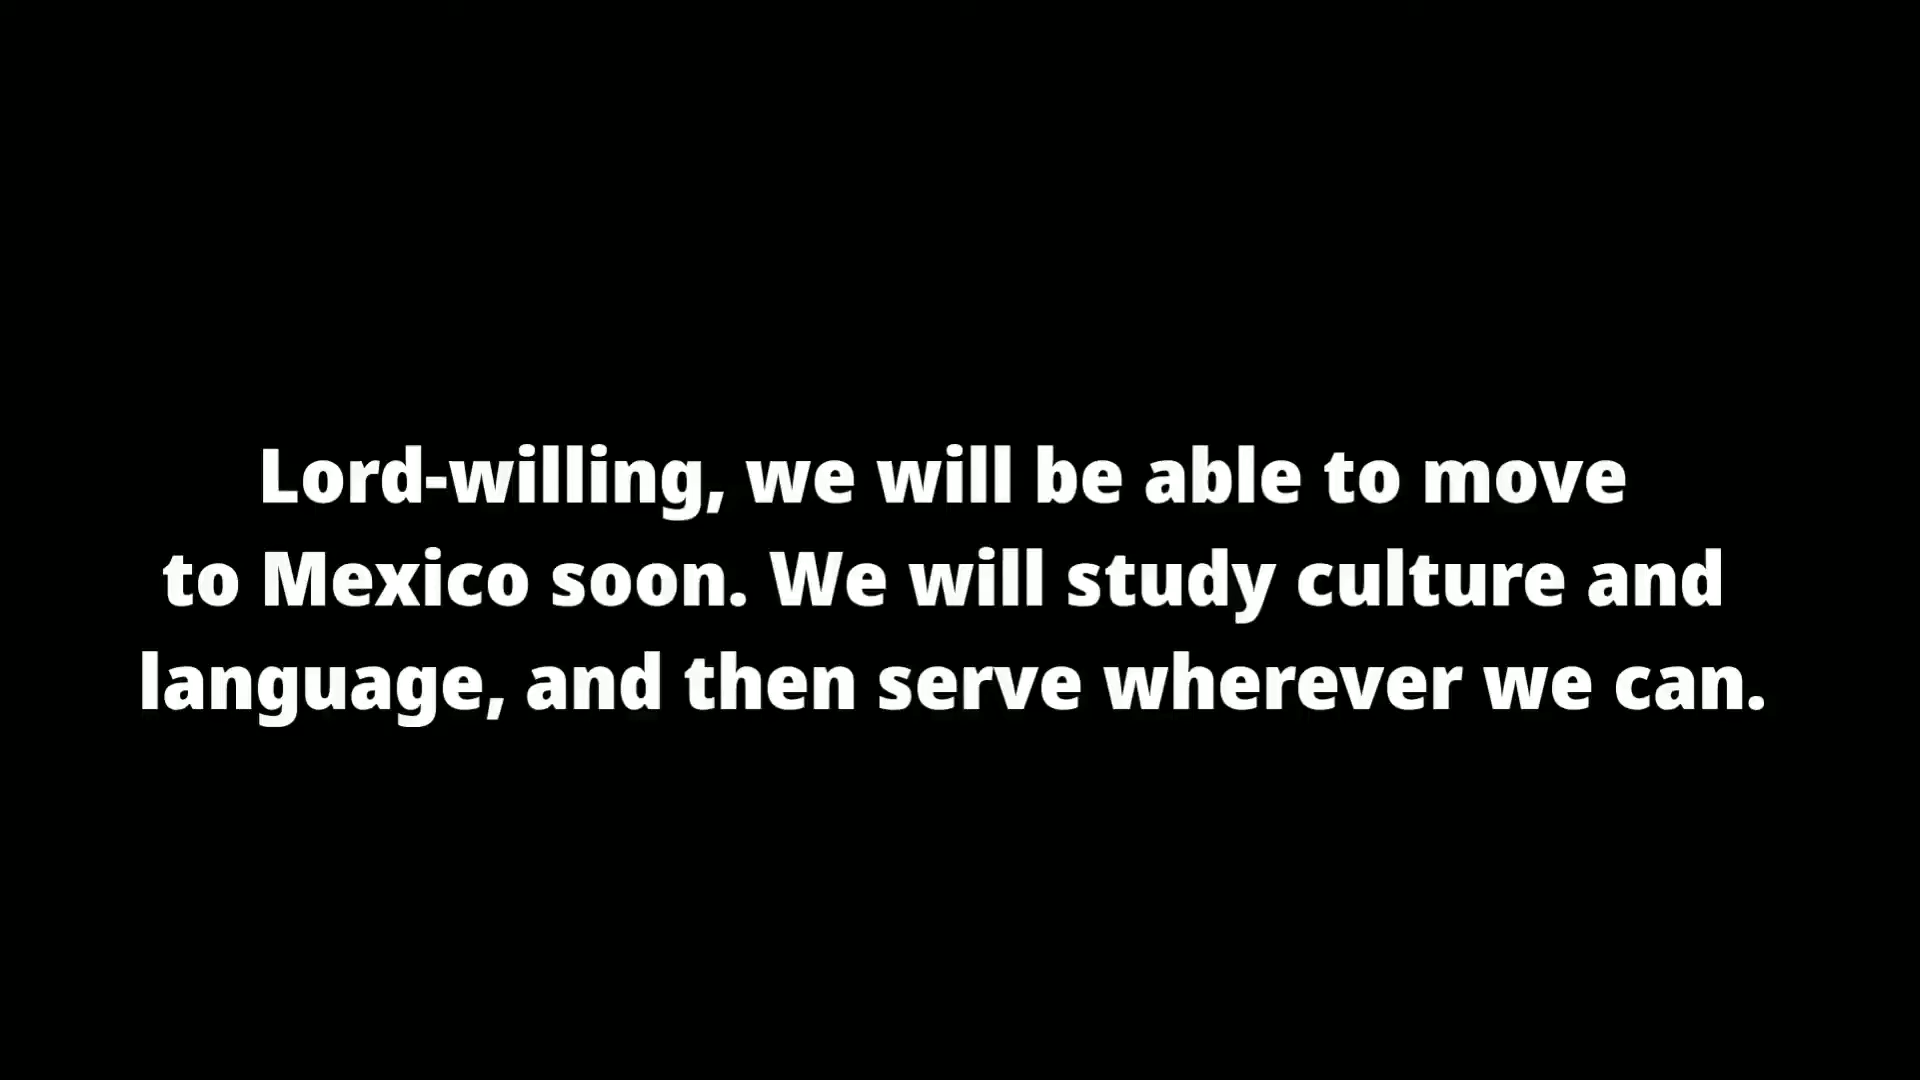 Lord-willing, we will be able to move
to Mexico soon. We will study culture and
language, and then serve wherever we can.